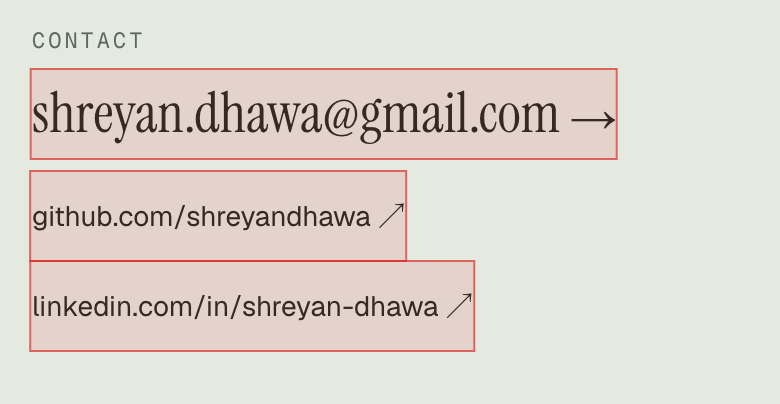 CONTACT
shreyan.dhawa@gmail.com →
github.com/shreyandhawa ↗
linkedin.com/in/shreyan-dhawa ↗